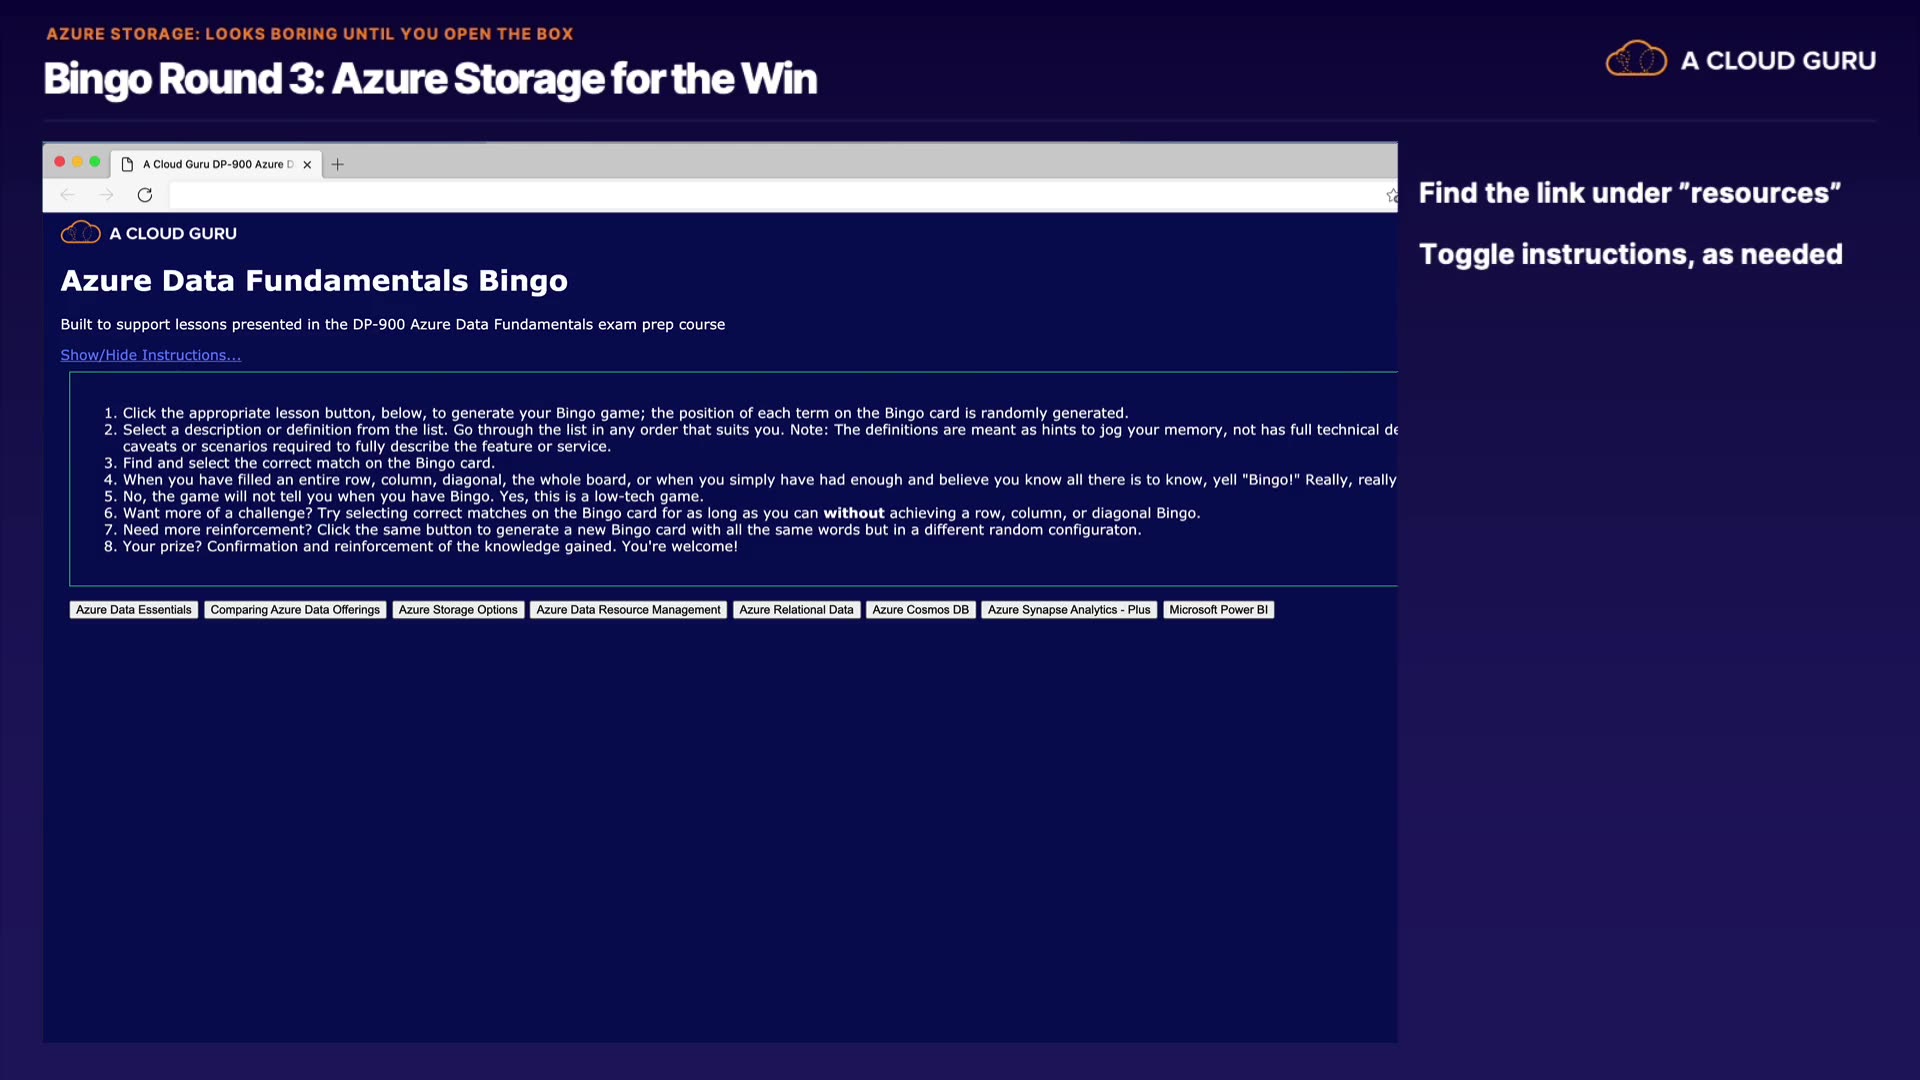 AZURE STORAGE: LOOKS BORING UNTIL YOU OPEN THE BOX
Bingo Round 3: Azure Storage for the Win
A CLOUD GURU
A Cloud Guru DP-900 Azure D
A CLOUD GURU
Azure Data Fundamentals Bingo
Built to support lessons presented in the DP-900 Azure Data Fundamentals exam prep course
Show/Hide Instructions...
1. Click the appropriate lesson button, below, to generate your Bingo game; the position of each term on the Bingo card is randomly generated.
2. Select a description or definition from the list. Go through the list in any order that suits you. Note: The definitions are meant as hints to jog your memory, not has full technical de
caveats or scenarios required to fully describe the feature or service.
3. Find and select the correct match on the Bingo card.
4. When you have filled an entire row, column, diagonal, the whole board, or when you simply have had enough and believe you know all there is to know, yell "Bingo!" Really, really
5. No, the game will not tell you when you have Bingo. Yes, this is a low-tech game.
6. Want more of a challenge? Try selecting correct matches on the Bingo card for as long as you can without achieving a row, column, or diagonal Bingo.
7. Need more reinforcement? Click the same button to generate a new Bingo card with all the same words but in a different random configuraton.
8. Your prize? Confirmation and reinforcement of the knowledge gained. You're welcome!
Azure Data Essentials Comparing Azure Data Offerings Azure Storage Options Azure Data Resource Management Azure Relational Data Azure Cosmos DB Azure Synapse Analytics - Plus Microsoft Power BI
Find the link under "resources"
Toggle instructions, as needed